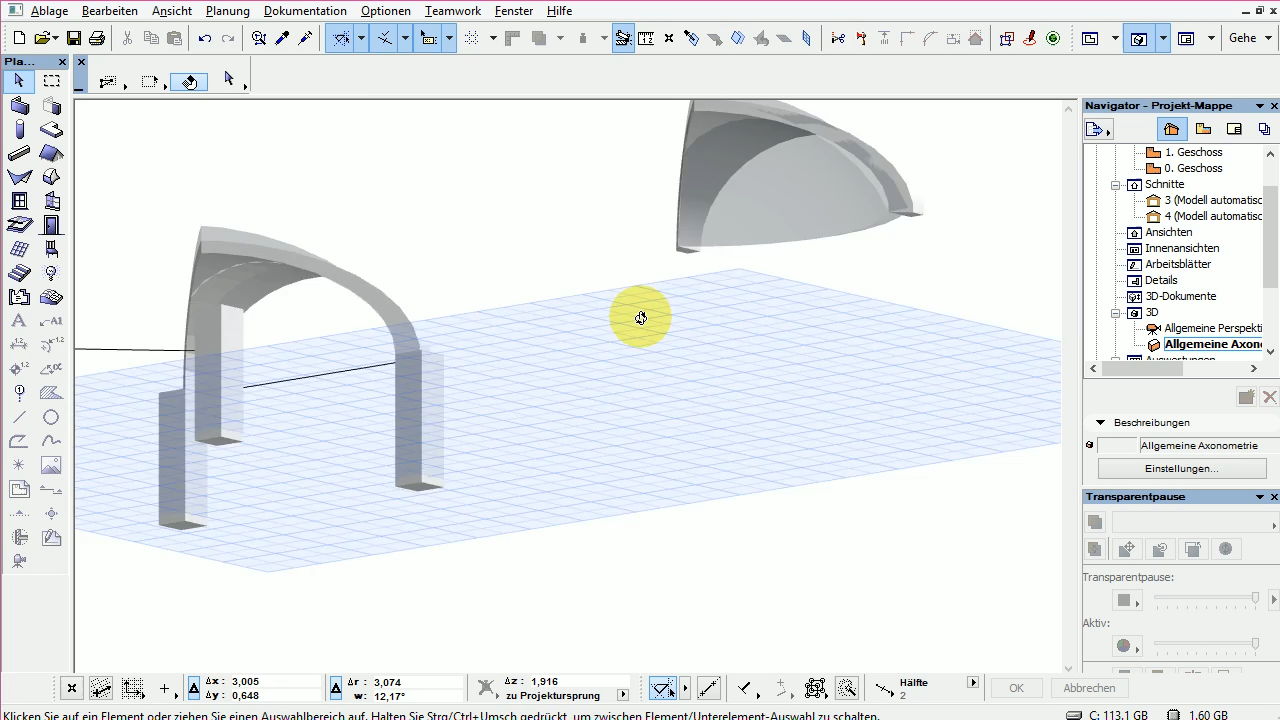 Ablage Bearbeiten Ansicht Planung Dokumentation Optionen Teamwork Fenster Hilfe
Gehe
Pla...
Navigator - Projekt-Mappe
1. Geschoss
0. Geschoss
Schnitte
3 (Modell automatisc
4 (Modell automatisc
Ansichten
Innenansichten
Arbeitsblätter
Details
3D-Dokumente
3D
Allgemeine Perspekti
Allgemeine Axono
Beschreibungen
Allgemeine Axonometrie
Einstellungen...
Transparentpause
Transparentpause:
Aktiv:
A A1
Δx: 3,005
Δy: 0,648
Δr: 3,074
w: 12,17°
Δz: 1,916
zu Projektursprung
Hälfte
2
OK Abbrechen
Klicken Sie auf ein Element oder ziehen Sie einen Auswahlbereich auf. Halten Sie Strg/Ctrl+Umsch gedrückt, um zwischen Element/Unterelement-Auswahl zu schalten.
C: 113.1 GB 1.60 GB